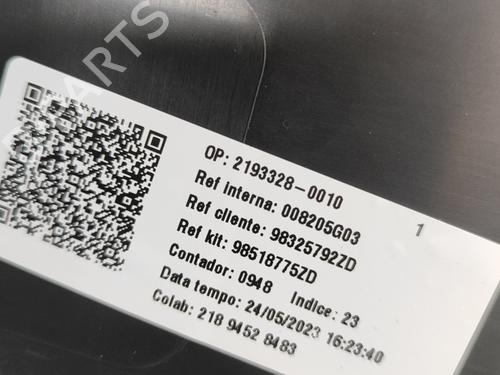 PARTS
OP: 2193328-0010
1
Ref interna: 008205G03
Ref cliente: 98325792ZD
Ref kit: 98518775ZD
Contador: 0948 Indice: 23
Data tempo: 24/05/2023 16:23:40
Colab: 218 9452 8483